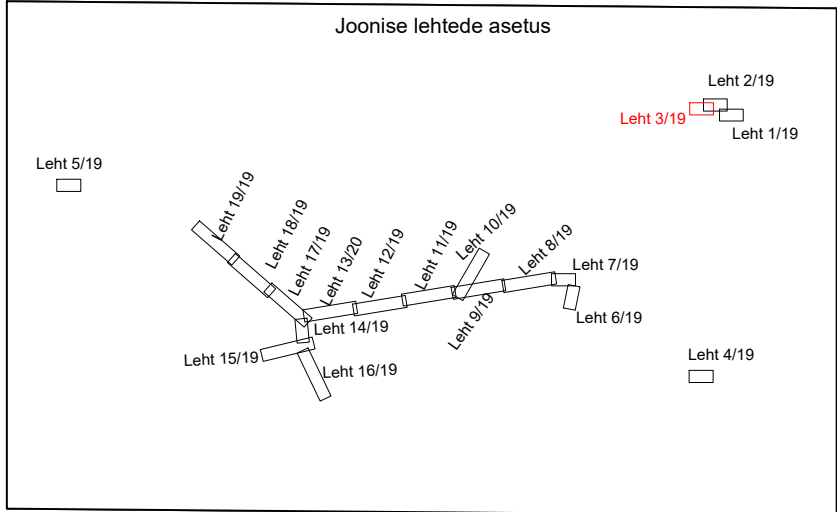 Joonise lehtede asetus
Leht 2/19
Leht 3/19
Leht 1/19
Leht 5/19
Leht 19/19
Leht 18/19
Leht 17/19
Leht 13/20
Leht 12/19
Leht 11/19
Leht 10/19
Leht 8/19
Leht 7/19
Leht 9/19
Leht 6/19
Leht 14/19
Leht 15/19
Leht 16/19
Leht 4/19